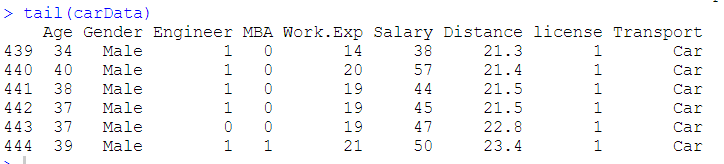 > tail(carData)
Age Gender Engineer MBA Work.Exp Salary Distance license Transport
439 34 Male 1 0 14 38 21.3 1 Car
440 40 Male 1 0 20 57 21.4 1 Car
441 38 Male 1 0 19 44 21.5 1 Car
442 37 Male 1 0 19 45 21.5 1 Car
443 37 Male 0 0 19 47 22.8 1 Car
444 39 Male 1 1 21 50 23.4 1 Car
>